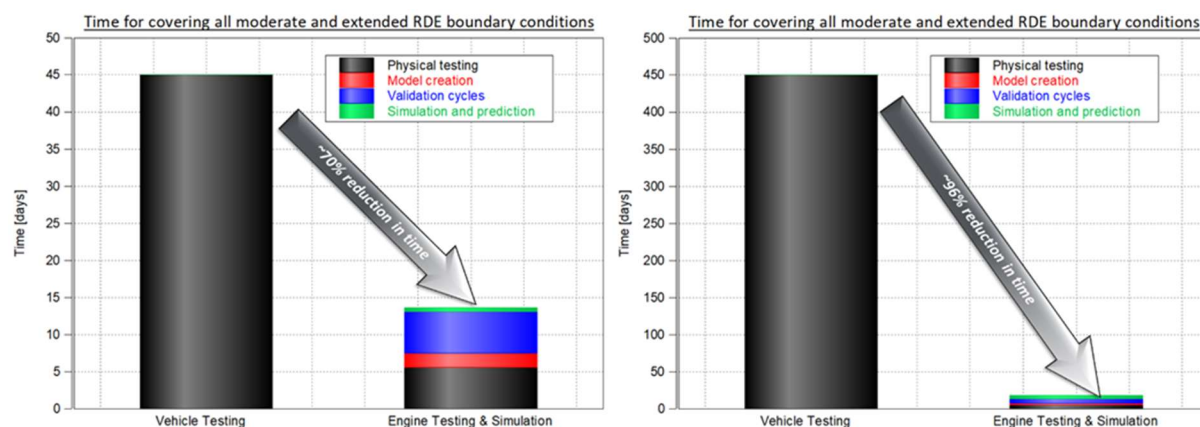 Time for covering all moderate and extended RDE boundary conditions
50
45
40
35
30
25
20
15
10
5
0
Time [days]
Physical testing
Model creation
Validation cycles
Simulation and prediction
~70% reduction in time
Vehicle Testing
Engine Testing & Simulation
Time for covering all moderate and extended RDE boundary conditions
500
450
400
350
300
250
200
150
100
50
0
Time [days]
Physical testing
Model creation
Validation cycles
Simulation and prediction
~96% reduction in time
Vehicle Testing
Engine Testing & Simulation